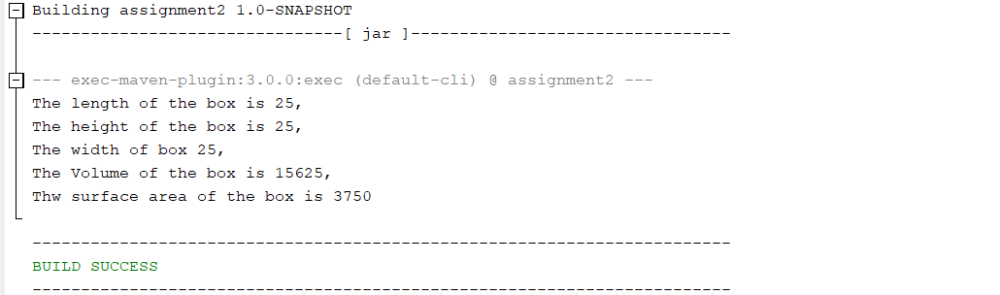 Building assignment2 1.0-SNAPSHOT
--------------------------------[ jar ]---------------------------------
--- exec-maven-plugin:3.0.0:exec (default-cli) @ assignment2 ---
The length of the box is 25,
The height of the box is 25,
The width of box 25,
The Volume of the box is 15625,
Thw surface area of the box is 3750
------------------------------------------------------------------------
BUILD SUCCESS
------------------------------------------------------------------------